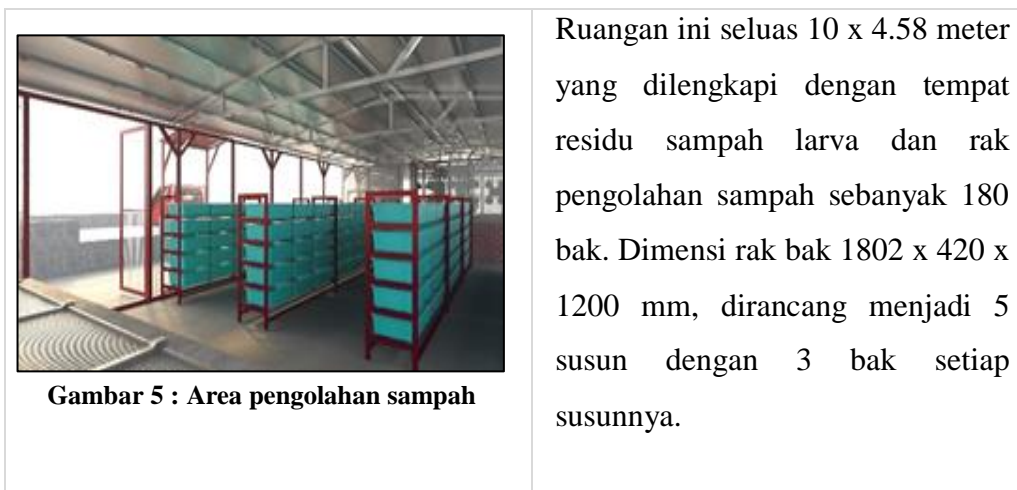 Gambar 5 : Area pengolahan sampah
Ruangan ini seluas 10 x 4.58 meter
yang dilengkapi dengan tempat
residu sampah larva dan rak
pengolahan sampah sebanyak 180
bak. Dimensi rak bak 1802 x 420 x
1200 mm, dirancang menjadi 5
susun dengan 3 bak setiap
susunnya.